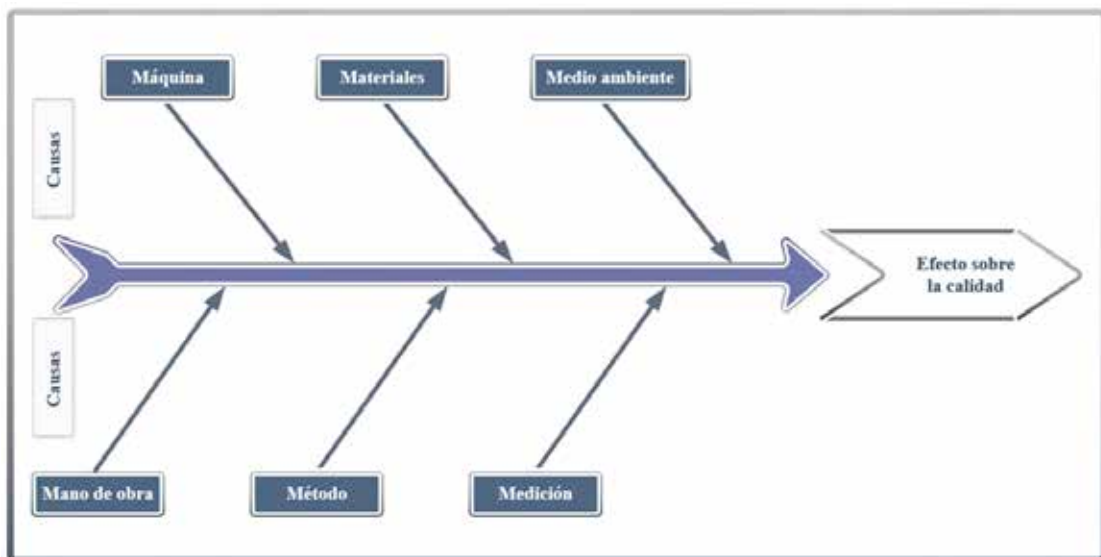 Máquina
Materiales
Medio ambiente
Causas
Efecto sobre
la calidad
Causas
Mano de obra
Método
Medición